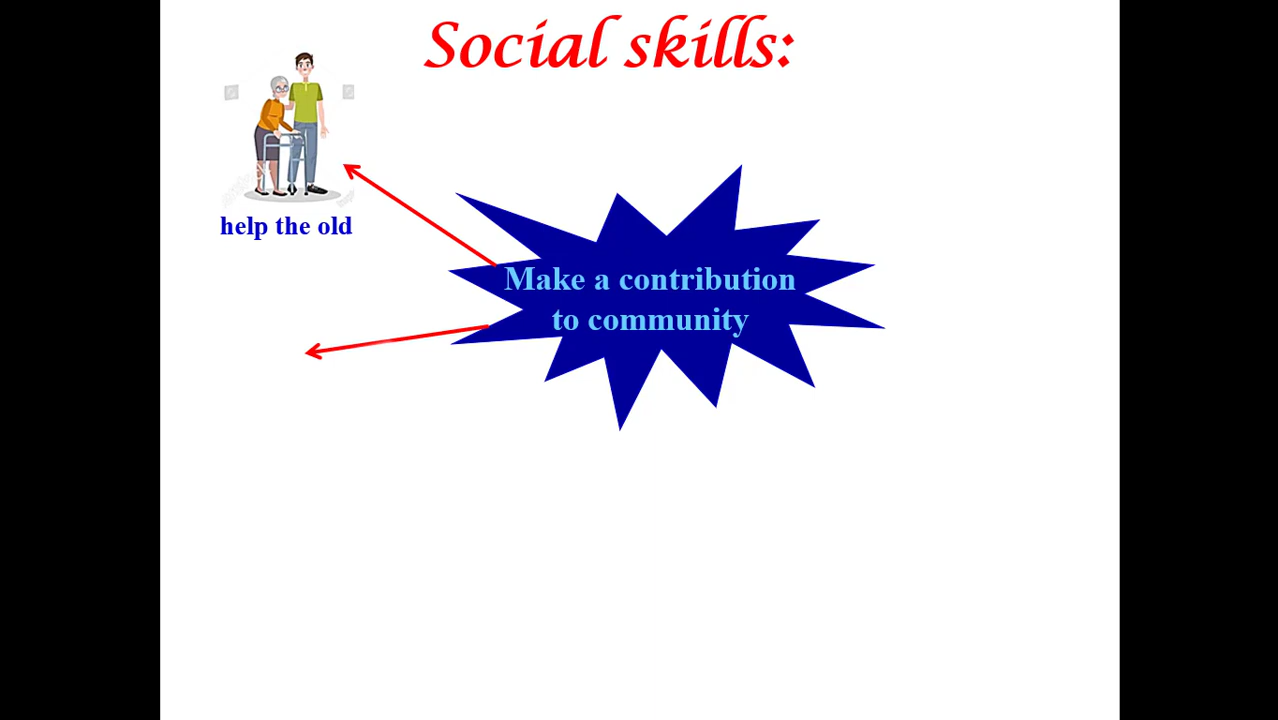 Social skills:
help the old
Make a contribution
to community